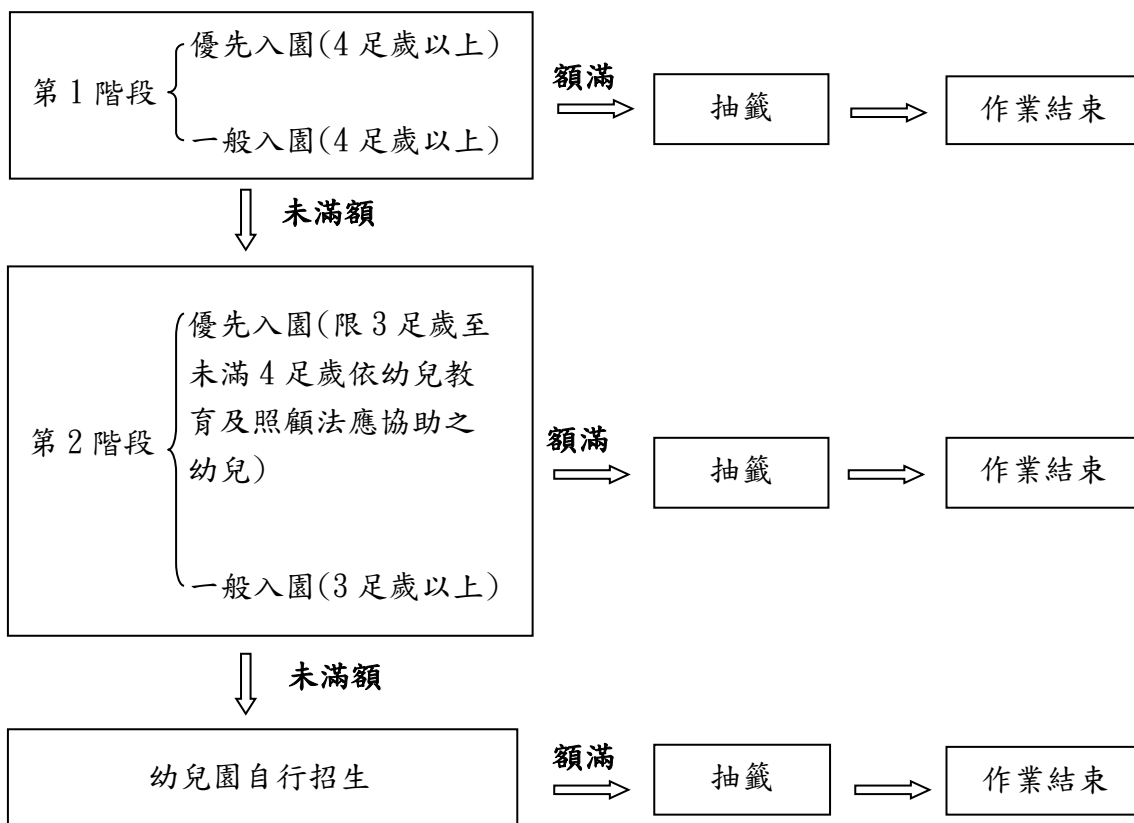 優先入園(4 足歲以上)
第 1 階段
一般入園(4 足歲以上)
額滿
抽籤
作業結束
未滿額
優先入園(限 3 足歲至
未滿 4 足歲依幼兒教
育及照顧法應協助之
幼兒)
第 2 階段
一般入園(3 足歲以上)
額滿
抽籤
作業結束
未滿額
幼兒園自行招生
額滿
抽籤
作業結束